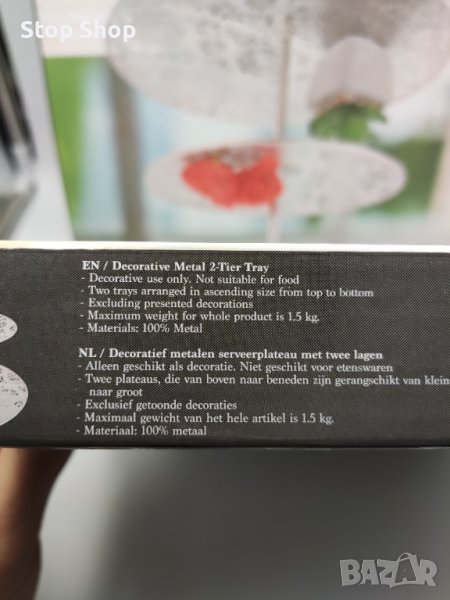 Stop Shop
EN / Decorative Metal 2-Tier Tray
- Decorative use only. Not suitable for food
- Two trays arranged in ascending size from top to bottom
- Excluding presented decorations
- Maximum weight for whole product is 1.5 kg.
- Materials: 100% Metal
NL / Decoratief metalen serveerplateau met twee lagen
- Alleen geschikt als decoratie. Niet geschikt voor etenswaren
- Twee plateaus, die van boven naar beneden zijn gerangschikt van klein
naar groot
- Exclusief getoonde decoraties
- Maximaal gewicht van het hele artikel is 1.5 kg.
- Materiaal: 100% metaal
BAZAR